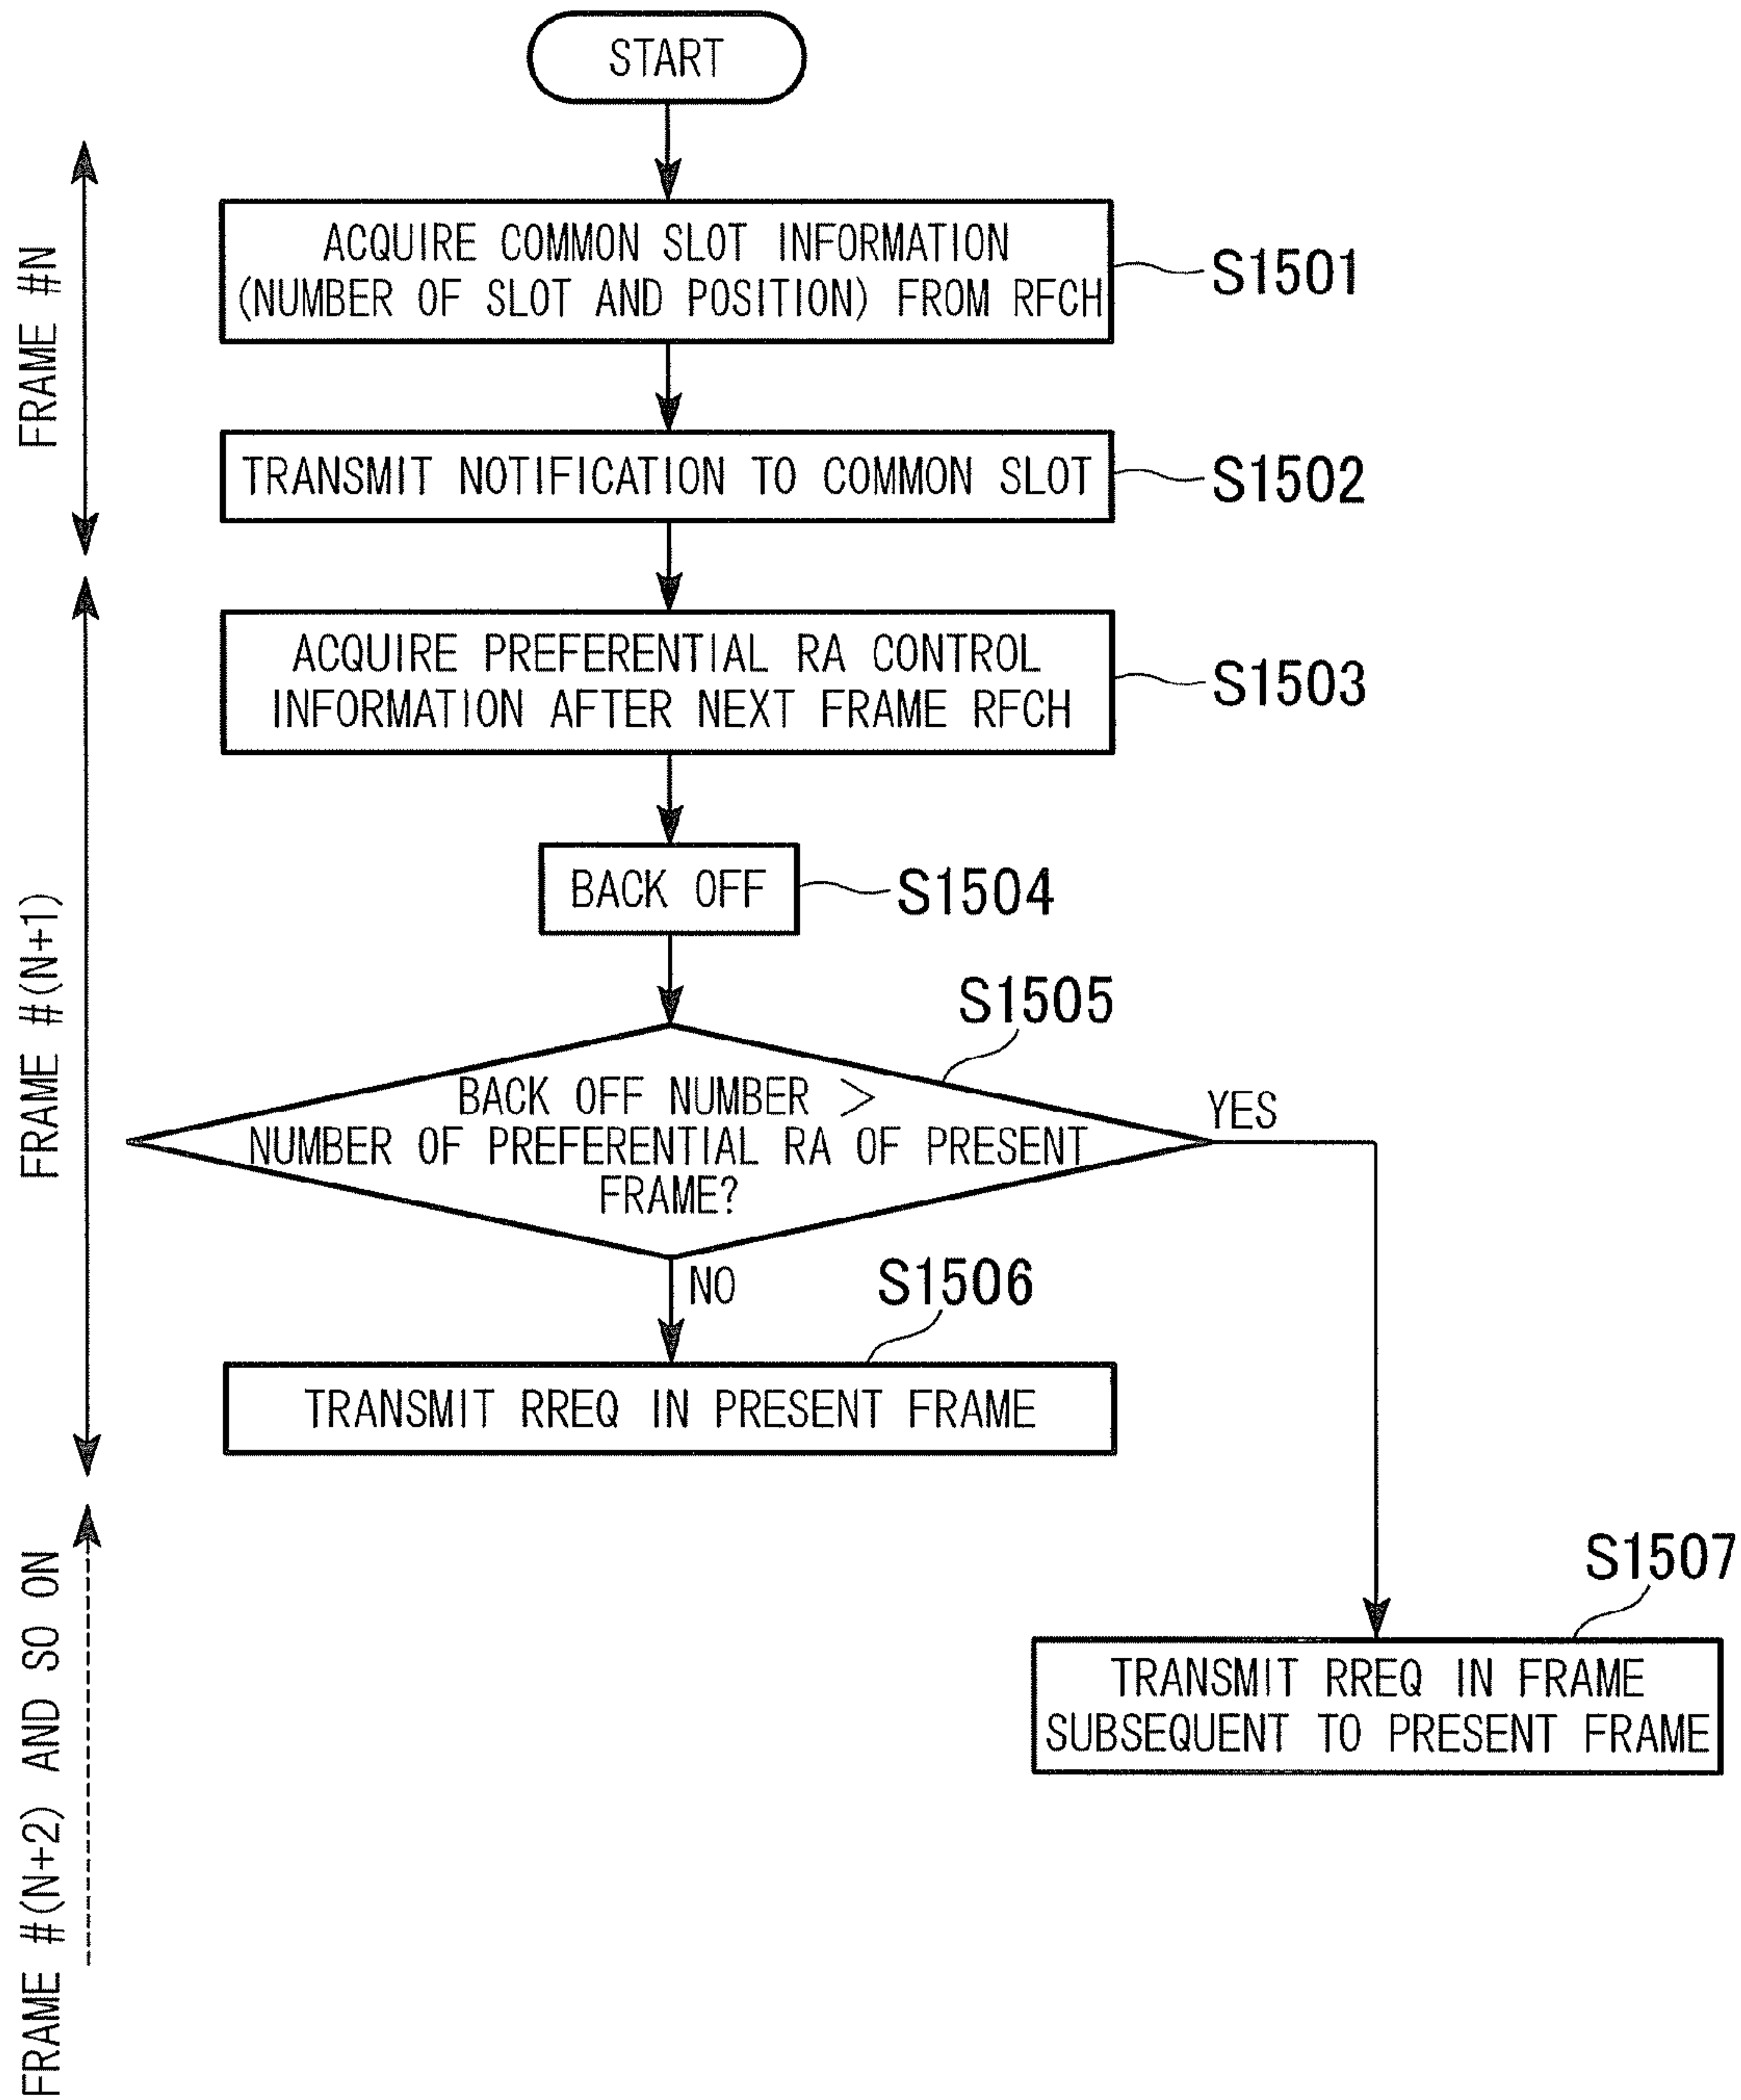 START
FRAME #N
ACQUIRE COMMON SLOT INFORMATION
(NUMBER OF SLOT AND POSITION) FROM RFCH
S1501
TRANSMIT NOTIFICATION TO COMMON SLOT
S1502
FRAME #(N+1)
ACQUIRE PREFERENTIAL RA CONTROL
INFORMATION AFTER NEXT FRAME RFCH
S1503
BACK OFF
S1504
S1505
BACK OFF NUMBER >
NUMBER OF PREFERENTIAL RA OF PRESENT
FRAME?
YES
NO
S1506
TRANSMIT RREQ IN PRESENT FRAME
FRAME #(N+2) AND SO ON
S1507
TRANSMIT RREQ IN FRAME
SUBSEQUENT TO PRESENT FRAME